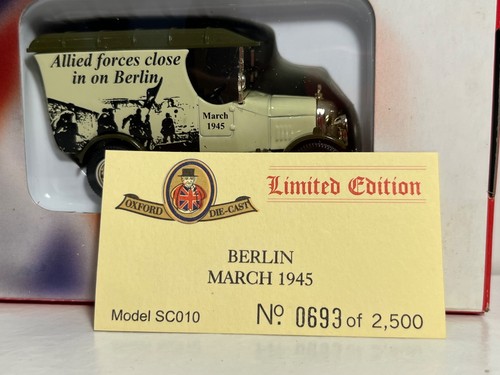 Allied forces close
in on Berlin
March
1945
OXFORD DIE-CAST
Limited Edition
BERLIN
MARCH 1945
Model SC010
Nº 0693 of 2,500